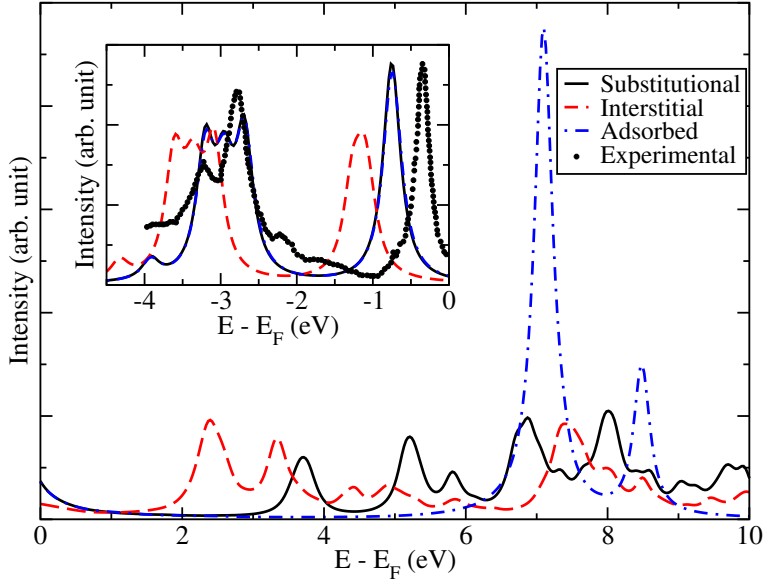 Intensity (arb. unit)
Intensity (arb. unit)
-4 -3 -2 -1 0
E - E_F (eV)
Substitutional
Interstitial
Adsorbed
Experimental
0 2 4 6 8 10
E - E_F (eV)